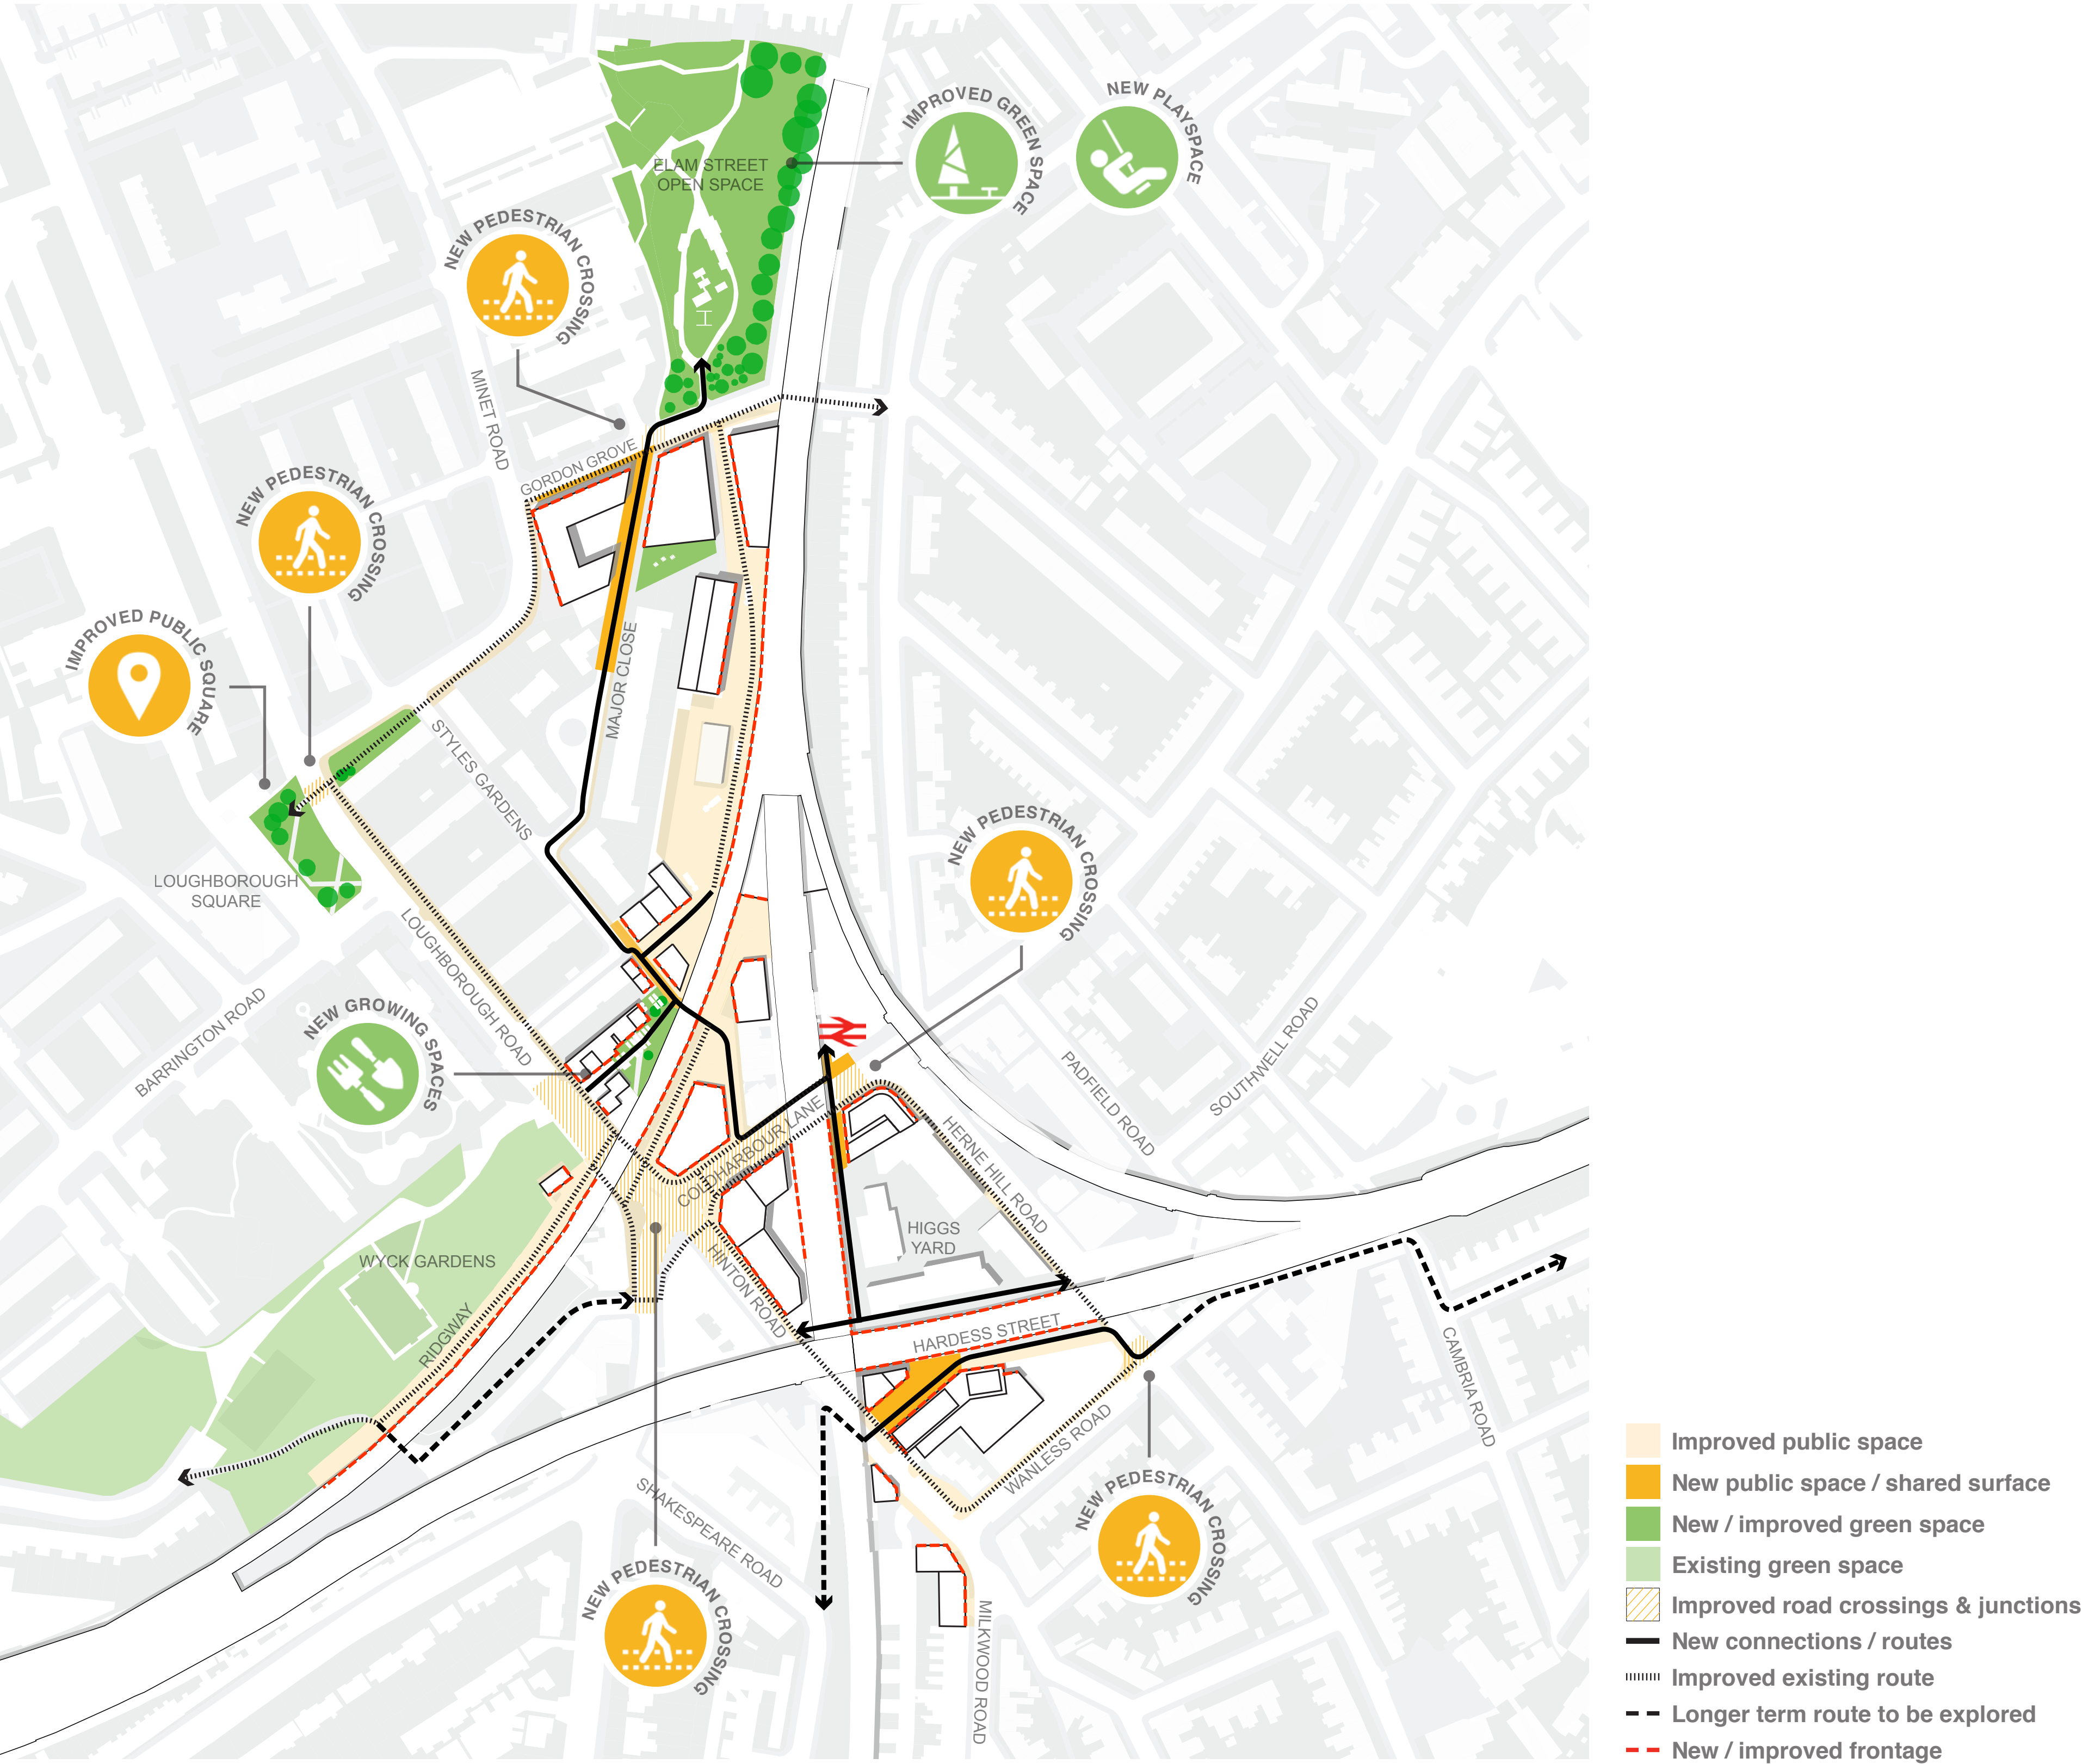 IMPROVED GREEN SPACE
NEW PLAYSPACE
ELAM STREET
OPEN SPACE
NEW PEDESTRIAN CROSSING
MINET ROAD
GORDON GROVE
NEW PEDESTRIAN CROSSING
IMPROVED PUBLIC SQUARE
MAJOR CLOSE
STYLES GARDENS
LOUGHBOROUGH
SQUARE
LOUGHBOROUGH ROAD
NEW PEDESTRIAN CROSSING
BARRINGTON ROAD
NEW GROWING SPACES
PADFIELD ROAD
SOUTHWELL ROAD
COLDHARBOUR LANE
HERNE HILL ROAD
HIGGS
YARD
WYCK GARDENS
HINTON ROAD
RIDGWAY
HARDESS STREET
CAMBRIA ROAD
WANLESS ROAD
SHAKESPEARE ROAD
NEW PEDESTRIAN CROSSING
NEW PEDESTRIAN CROSSING
MILKWOOD ROAD
Improved public space
New public space / shared surface
New / improved green space
Existing green space
Improved road crossings & junctions
New connections / routes
Improved existing route
Longer term route to be explored
New / improved frontage